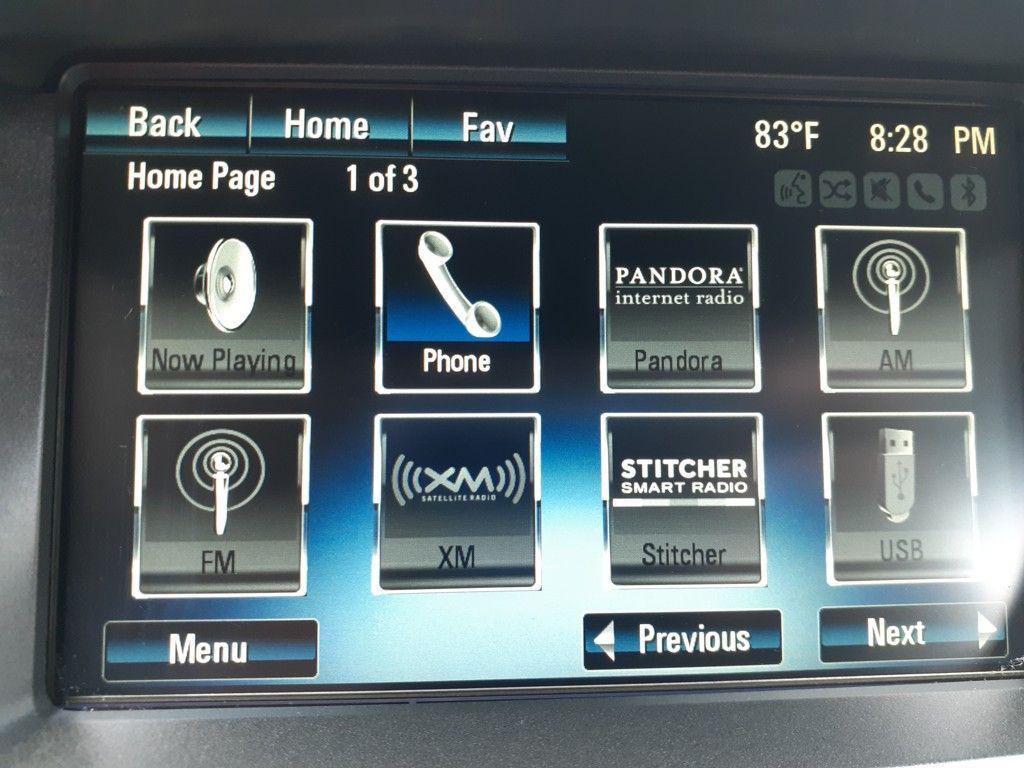 Back Home Fav 83°F 8:28 PM
Home Page 1 of 3
Now Playing
Phone
PANDORA®
internet radio
Pandora
AM
FM
XM
SATELLITE RADIO
XM
STITCHER
SMART RADIO
Stitcher
USB
Menu Previous Next